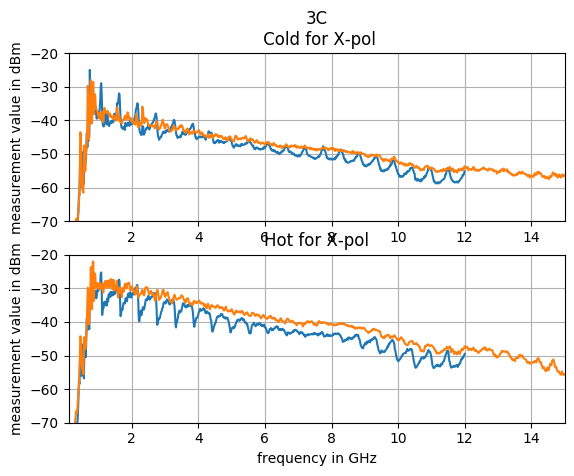 3C
Cold for X-pol
measurement value in dBm
−20
−30
−40
−50
−60
−70
2 4 6 8 10 12 14
Hot for X-pol
measurement value in dBm
−20
−30
−40
−50
−60
−70
2 4 6 8 10 12 14
frequency in GHz